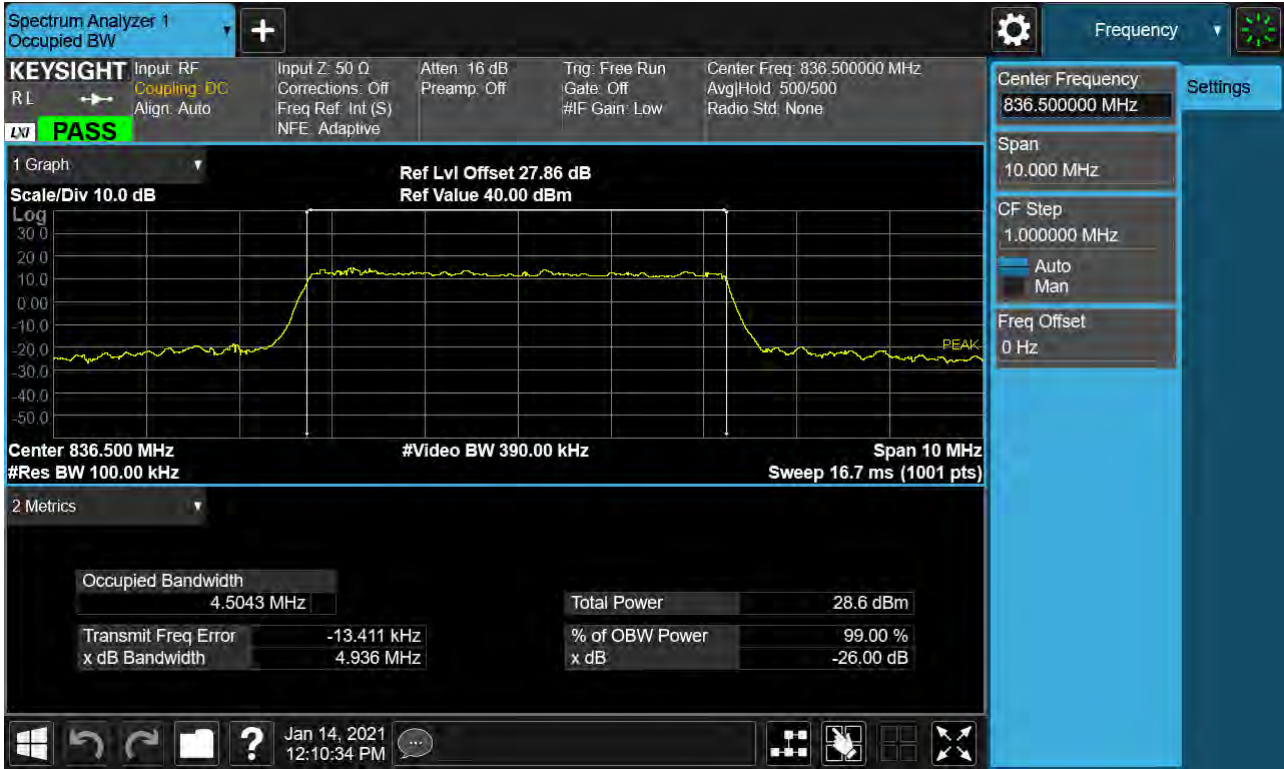 Spectrum Analyzer 1
Occupied BW
+
Frequency
KEYSIGHT
R L
LXI
PASS
Input: RF
Coupling: DC
Align: Auto
Input Z: 50 Ω
Corrections: Off
Freq Ref: Int (S)
NFE: Adaptive
Atten: 16 dB
Preamp: Off
Trig: Free Run
Gate: Off
#IF Gain: Low
Center Freq: 836.500000 MHz
Avg|Hold: 500/500
Radio Std: None
Center Frequency
836.500000 MHz
Settings
Span
10.000 MHz
CF Step
1.000000 MHz
Auto
Man
Freq Offset
0 Hz
1 Graph
Scale/Div 10.0 dB
Ref Lvl Offset 27.86 dB
Ref Value 40.00 dBm
Log
30.0
20.0
10.0
0.00
-10.0
-20.0
-30.0
-40.0
-50.0
PEAK
Center 836.500 MHz
#Video BW 390.00 kHz
Span 10 MHz
#Res BW 100.00 kHz
Sweep 16.7 ms (1001 pts)
2 Metrics
Occupied Bandwidth
4.5043 MHz
Total Power 28.6 dBm
Transmit Freq Error -13.411 kHz
% of OBW Power 99.00 %
x dB Bandwidth 4.936 MHz
x dB -26.00 dB
?
Jan 14, 2021
12:10:34 PM